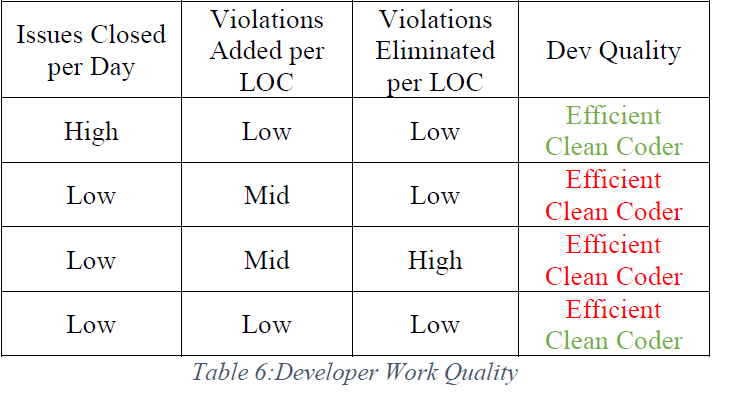 Issues Closed
per Day
Violations
Added per
LOC
Violations
Eliminated
per LOC
Dev Quality
High
Low
Low
Efficient
Clean Coder
Low
Mid
Low
Efficient
Clean Coder
Low
Mid
High
Efficient
Clean Coder
Low
Low
Low
Efficient
Clean Coder
Table 6:Developer Work Quality